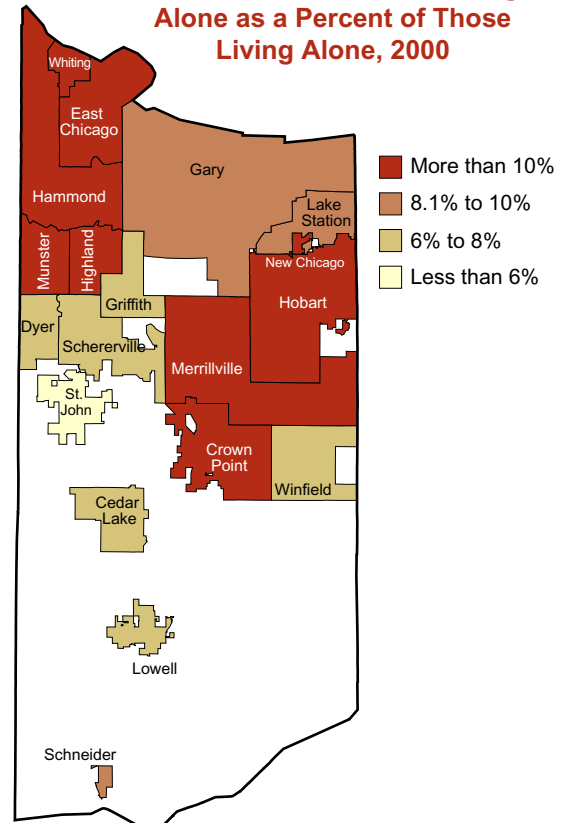 Alone as a Percent of Those
Living Alone, 2000
Whiting
East
Chicago
Gary
More than 10%
8.1% to 10%
6% to 8%
Less than 6%
Hammond
Lake
Station
Munster
Highland
New Chicago
Griffith
Hobart
Dyer
Schererville
Merrillville
St.
John
Crown
Point
Winfield
Cedar
Lake
Lowell
Schneider